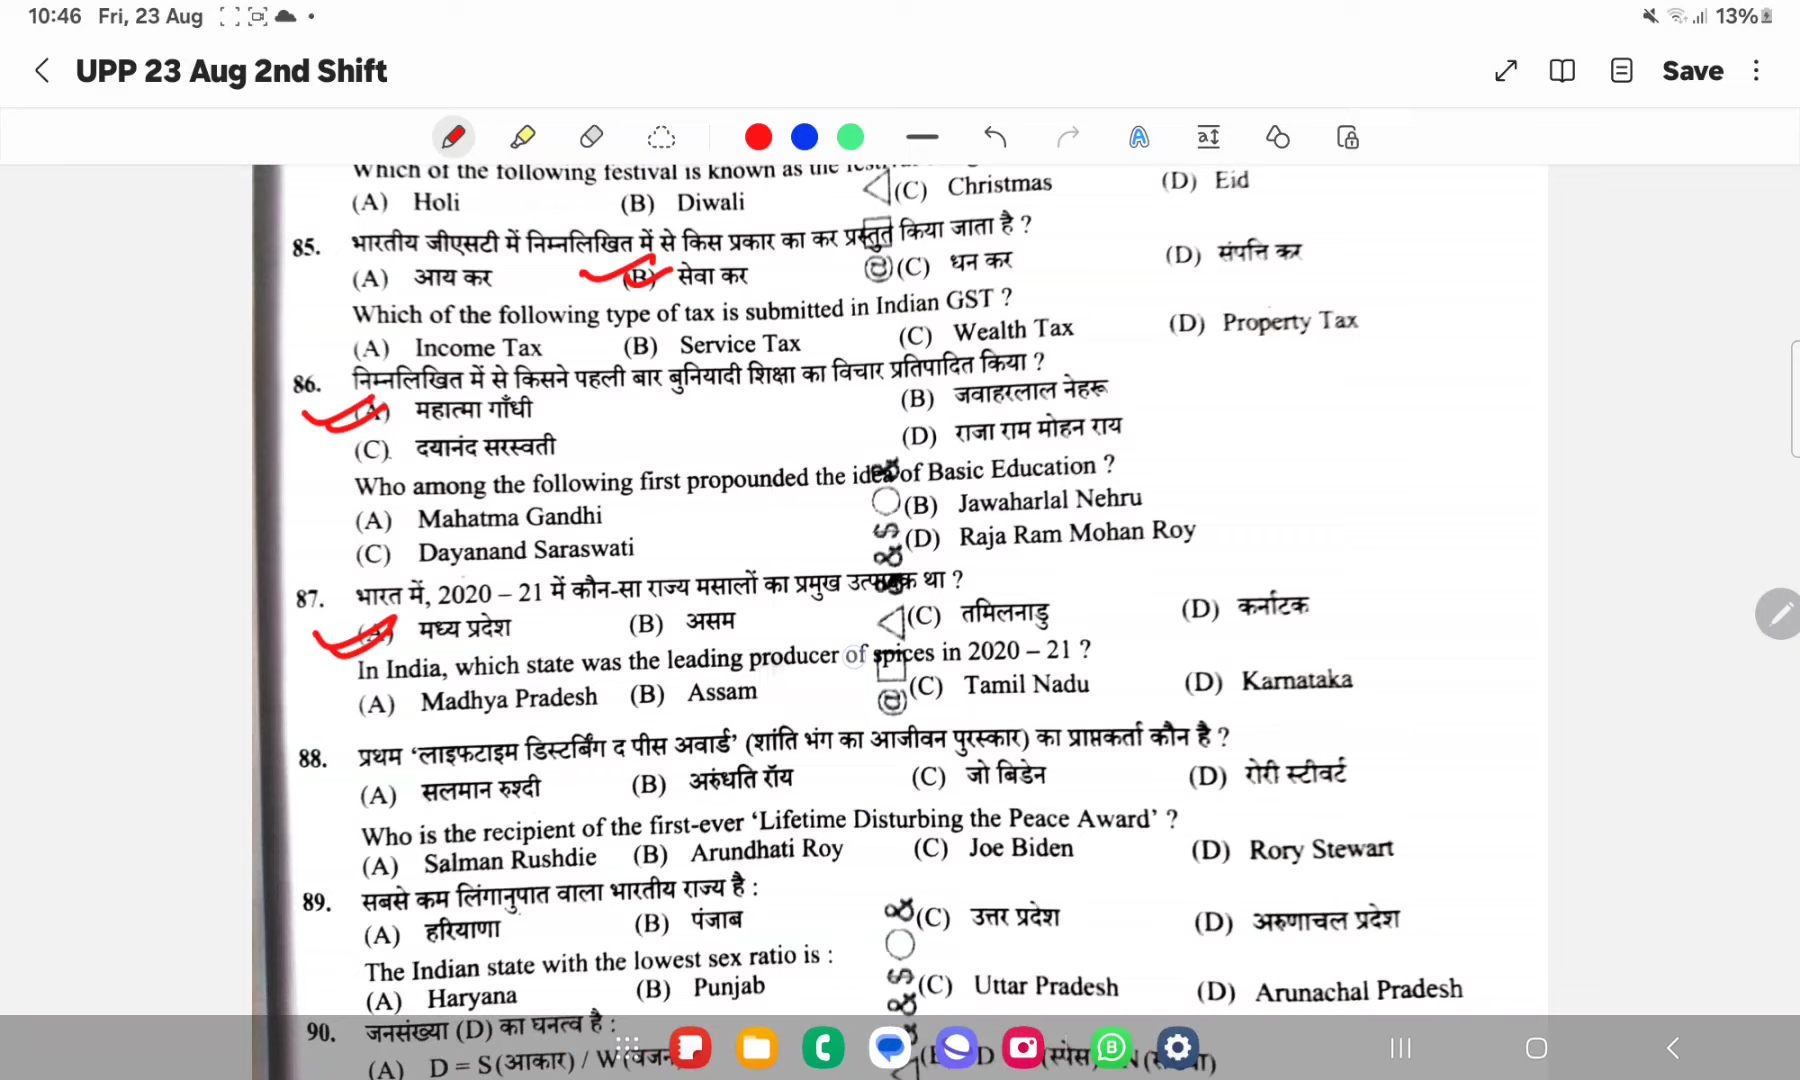 10:46 Fri, 23 Aug
13%
UPP 23 Aug 2nd Shift
Save
Which of the following festival is known as the
(A) Holi (B) Diwali (C) Christmas (D) Eid
85. भारतीय जीएसटी में निम्नलिखित में से किस प्रकार का कर प्रस्तुत किया जाता है ?
(A) आय कर (B) सेवा कर (C) धन कर (D) संपत्ति कर
Which of the following type of tax is submitted in Indian GST ?
(A) Income Tax (B) Service Tax (C) Wealth Tax (D) Property Tax
86. निम्नलिखित में से किसने पहली बार बुनियादी शिक्षा का विचार प्रतिपादित किया ?
(A) महात्मा गाँधी (B) जवाहरलाल नेहरू
(C) दयानंद सरस्वती (D) राजा राम मोहन राय
Who among the following first propounded the idea of Basic Education ?
(A) Mahatma Gandhi (B) Jawaharlal Nehru
(C) Dayanand Saraswati (D) Raja Ram Mohan Roy
87. भारत में, 2020 – 21 में कौन-सा राज्य मसालों का प्रमुख उत्पादक था ?
(A) मध्य प्रदेश (B) असम (C) तमिलनाडु (D) कर्नाटक
In India, which state was the leading producer of spices in 2020 – 21 ?
(A) Madhya Pradesh (B) Assam (C) Tamil Nadu (D) Karnataka
88. प्रथम ‘लाइफटाइम डिस्टर्बिंग द पीस अवार्ड’ (शांति भंग का आजीवन पुरस्कार) का प्राप्तकर्ता कौन है ?
(A) सलमान रुश्दी (B) अरुंधति रॉय (C) जो बिडेन (D) रोरी स्टीवर्ट
Who is the recipient of the first-ever ‘Lifetime Disturbing the Peace Award’ ?
(A) Salman Rushdie (B) Arundhati Roy (C) Joe Biden (D) Rory Stewart
89. सबसे कम लिंगानुपात वाला भारतीय राज्य है :
(A) हरियाणा (B) पंजाब (C) उत्तर प्रदेश (D) अरुणाचल प्रदेश
The Indian state with the lowest sex ratio is :
(A) Haryana (B) Punjab (C) Uttar Pradesh (D) Arunachal Pradesh
90. जनसंख्या (D) का घनत्व है :
(A) D = S (आकार) / W (वजन D (स्पेस) N